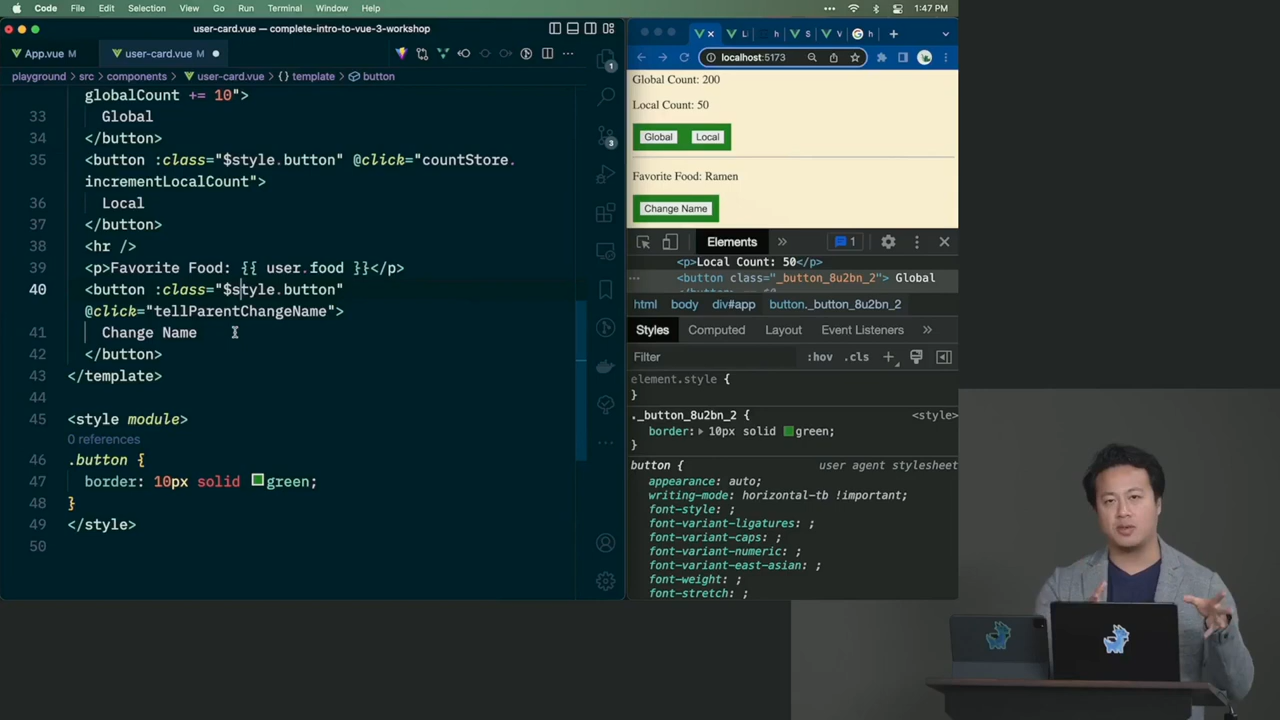 Code File Edit Selection View Go Run Terminal Window Help 1:47 PM
user-card.vue — complete-intro-to-vue-3-workshop
App.vue M user-card.vue M
playground > src > components > user-card.vue > {} template > button
globalCount += 10">
33 Global
34 </button>
35 <button :class="$style.button" @click="countStore.
incrementLocalCount">
36 Local
37 </button>
38 <hr />
39 <p>Favorite Food: {{ user.food }}</p>
40 <button :class="$style.button"
@click="tellParentChangeName">
41 Change Name
42 </button>
43 </template>
44
45 <style module>
0 references
46 .button {
47 border: 10px solid green;
48 }
49 </style>
50
1
3
localhost:5173
Global Count: 200
Local Count: 50
Global Local
Favorite Food: Ramen
Change Name
Elements » 1
<p>Local Count: 50</p>
<button class="_button_8u2bn_2"> Global
html body div#app button._button_8u2bn_2
Styles Computed Layout Event Listeners »
Filter :hov .cls +
element.style {
}
._button_8u2bn_2 { <style>
border: 10px solid green;
}
button { user agent stylesheet
appearance: auto;
writing-mode: horizontal-tb !important;
font-style: ;
font-variant-ligatures: ;
font-variant-caps: ;
font-variant-numeric: ;
font-variant-east-asian: ;
font-weight: ;
font-stretch: ;